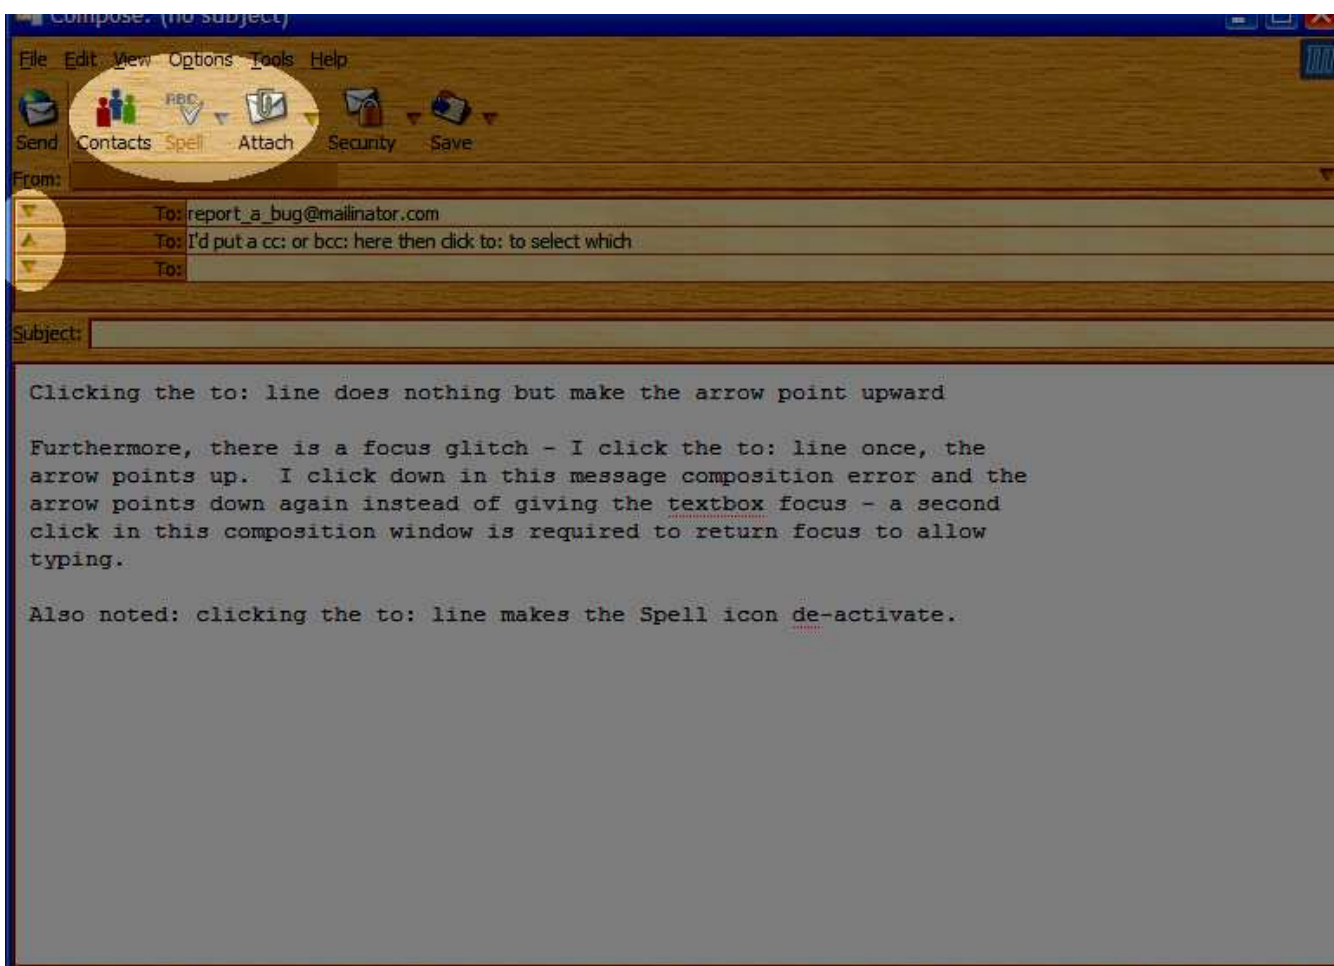 Compose: (no subject)
File Edit View Options Tools Help
ABC
Send Contacts Spell Attach Security Save
From:
To: report_a_bug@mailinator.com
To: I'd put a cc: or bcc: here then click to: to select which
To:
Subject:
Clicking the to: line does nothing but make the arrow point upward
Furthermore, there is a focus glitch - I click the to: line once, the
arrow points up. I click down in this message composition error and the
arrow points down again instead of giving the textbox focus - a second
click in this composition window is required to return focus to allow
typing.
Also noted: clicking the to: line makes the Spell icon de-activate.